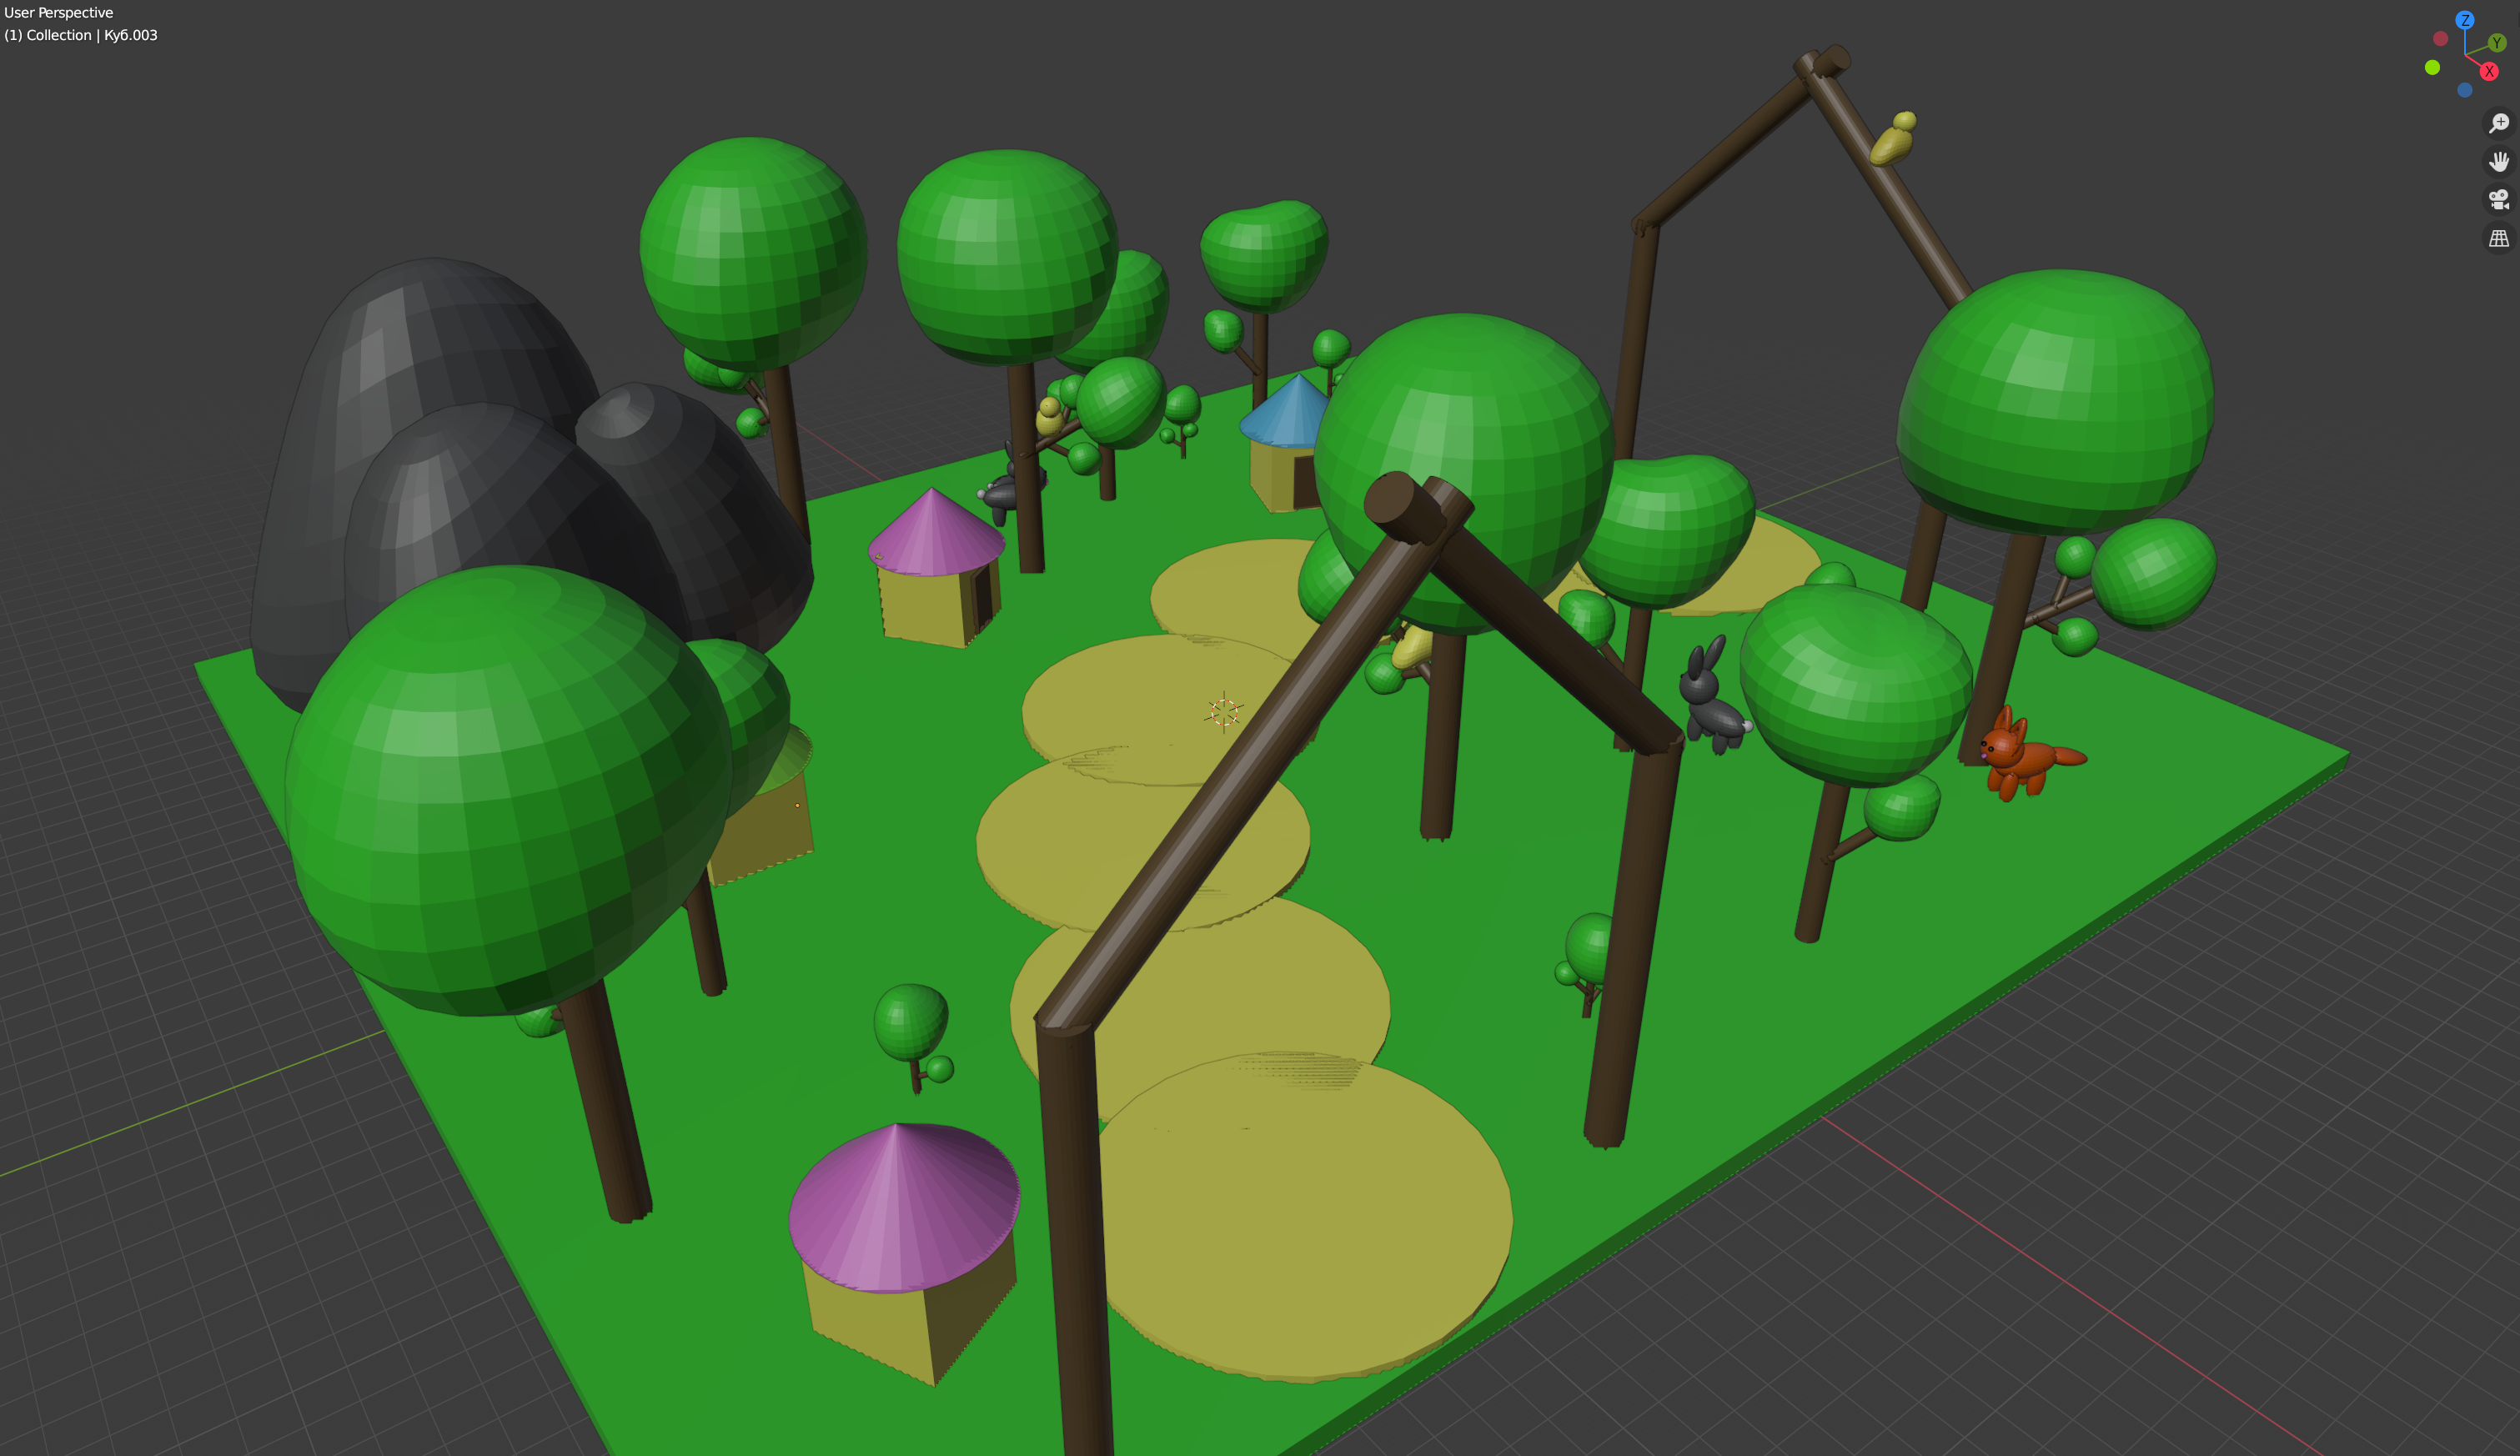 User Perspective
(1) Collection | Ky6.003
Z
Y
X